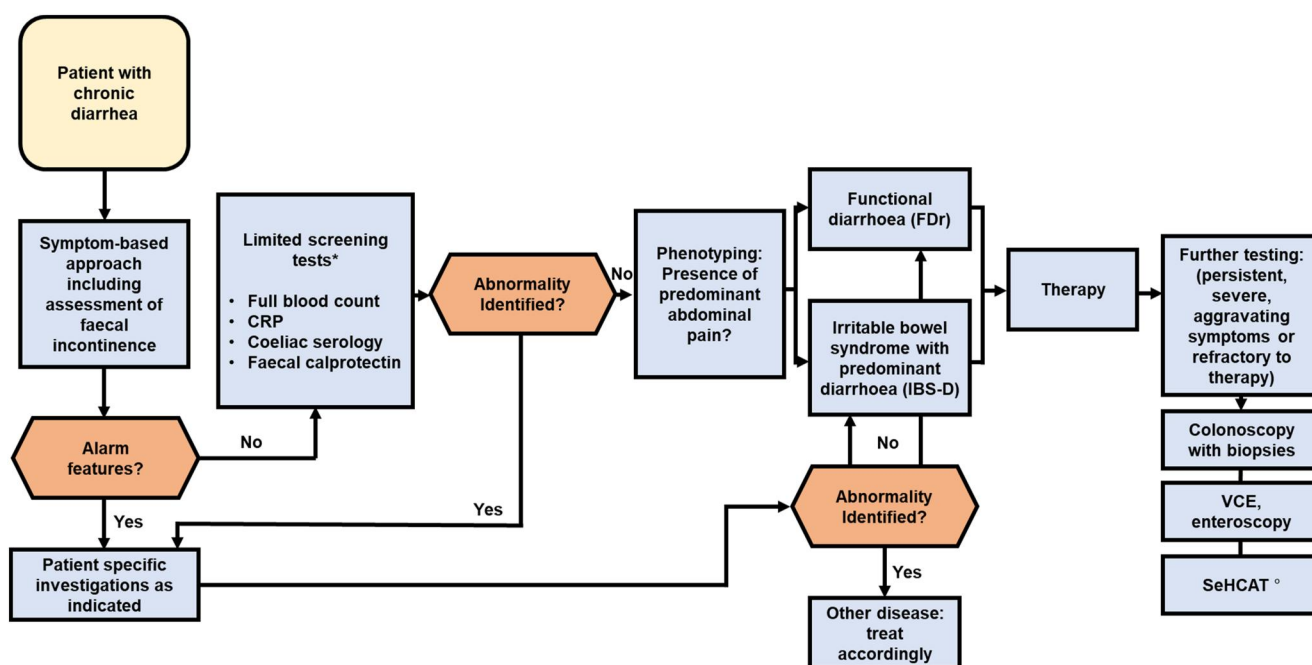 Patient with
chronic
diarrhea
Symptom-based
approach
including
assessment of
faecal
incontinence
Alarm
features?
Yes
No
Patient specific
investigations as
indicated
Limited screening
tests*
• Full blood count
• CRP
• Coeliac serology
• Faecal calprotectin
Abnormality
Identified?
No
Yes
Phenotyping:
Presence of
predominant
abdominal
pain?
Functional
diarrhoea (FDr)
Irritable bowel
syndrome with
predominant
diarrhoea (IBS-D)
No
Abnormality
Identified?
Yes
Other disease:
treat
accordingly
Therapy
Further testing:
(persistent,
severe,
aggravating
symptoms or
refractory to
therapy)
Colonoscopy
with biopsies
VCE,
enteroscopy
SeHCAT °